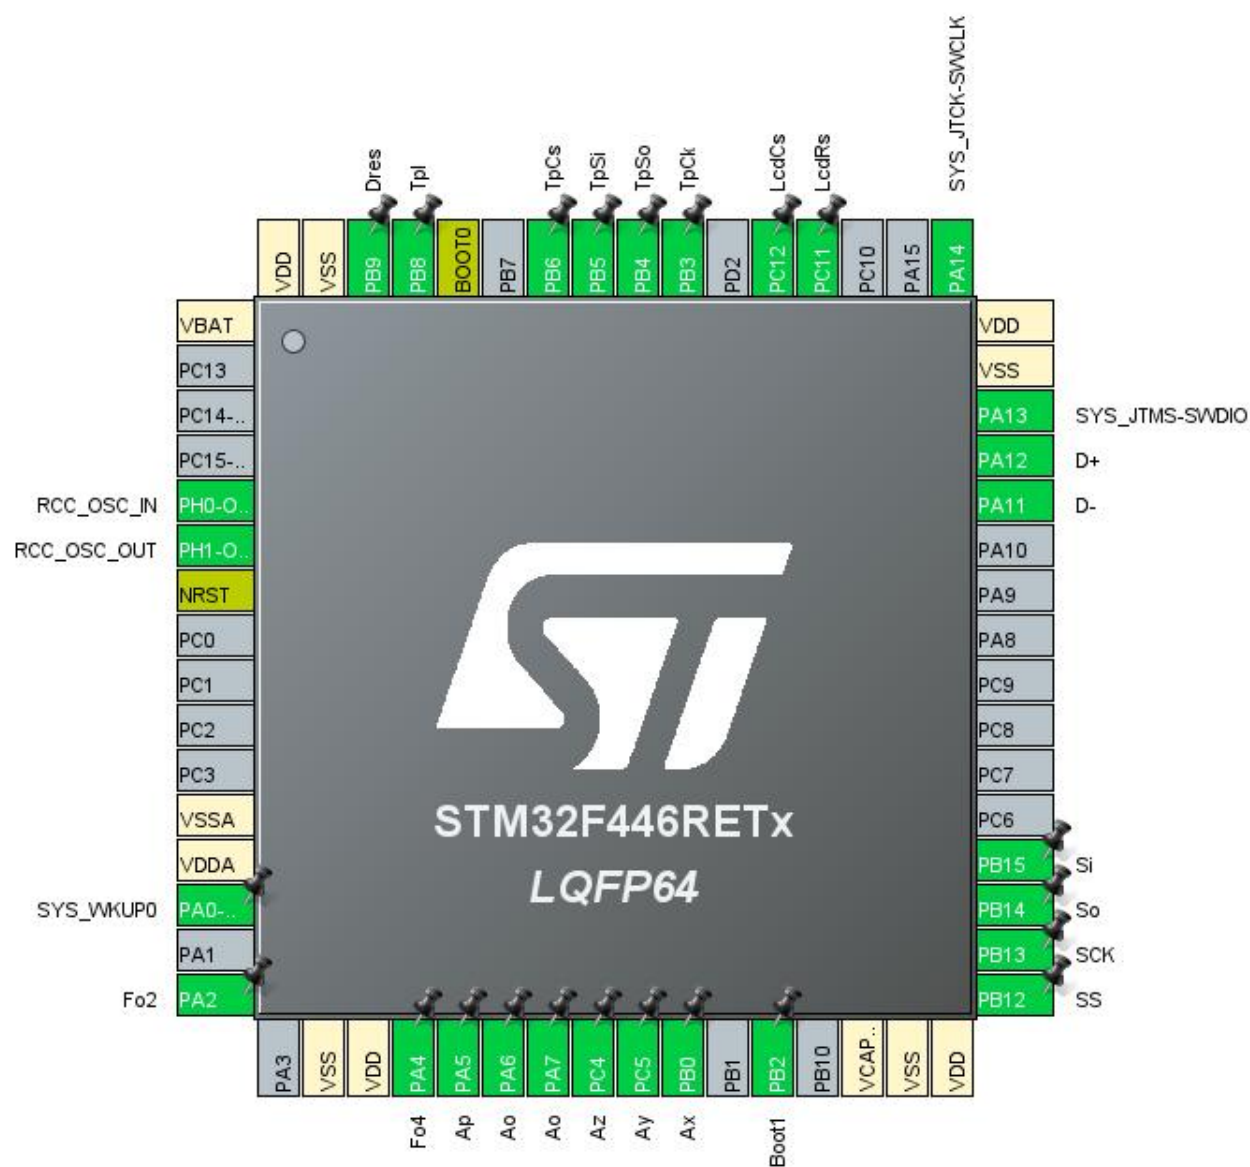 SYS_JTCK-SWCLK
Dres
TpI
TpCs
TpSi
TpSo
TpCk
LcdCs
LcdRs
VDD
VSS
PB9
PB8
BOOT0
PB7
PB6
PB5
PB4
PB3
PD2
PC12
PC11
PC10
PA15
PA14
VBAT
PC13
PC14-..
PC15-..
RCC_OSC_IN PH0-O..
RCC_OSC_OUT PH1-O..
NRST
PC0
PC1
PC2
PC3
VSSA
VDDA
SYS_WKUP0 PA0-..
PA1
Fo2 PA2
STM32F446RETx
LQFP64
VDD
VSS
PA13 SYS_JTMS-SWDIO
PA12 D+
PA11 D-
PA10
PA9
PA8
PC9
PC8
PC7
PC6
PB15 Si
PB14 So
PB13 SCK
PB12 SS
PA3
VSS
VDD
PA4
PA5
PA6
PA7
PC4
PC5
PB0
PB1
PB2
PB10
VCAP..
VSS
VDD
Fo4
Ap
Ao
Ao
Az
Ay
Ax
Boot1